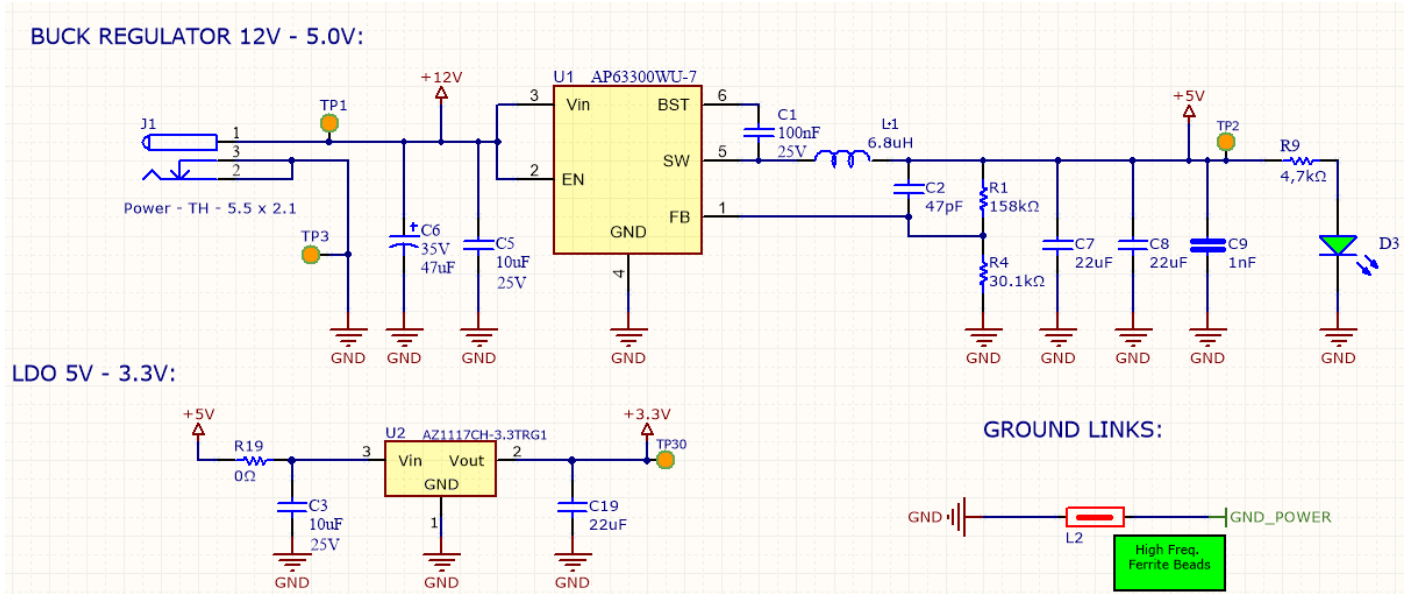 BUCK REGULATOR 12V - 5.0V:
J1
1
3
2
Power - TH - 5.5 x 2.1
TP1
TP3
GND
+12V
C6
35V
47uF
GND
C5
10uF
25V
GND
U1 AP63300WU-7
3 Vin
2 EN
BST 6
SW 5
FB 1
GND
4
GND
C1
100nF
25V
L1
6.8uH
C2
47pF
R1
158kΩ
R4
30.1kΩ
GND
C7
22uF
GND
C8
22uF
GND
+5V
C9
1nF
GND
TP2
R9
4,7kΩ
D3
GND
LDO 5V - 3.3V:
+5V
R19
0Ω
C3
10uF
25V
GND
U2 AZ1117CH-3.3TRG1
3 Vin Vout 2
GND
1
GND
+3.3V
TP30
C19
22uF
GND
GROUND LINKS:
GND
L2
GND_POWER
High Freq.
Ferrite Beads